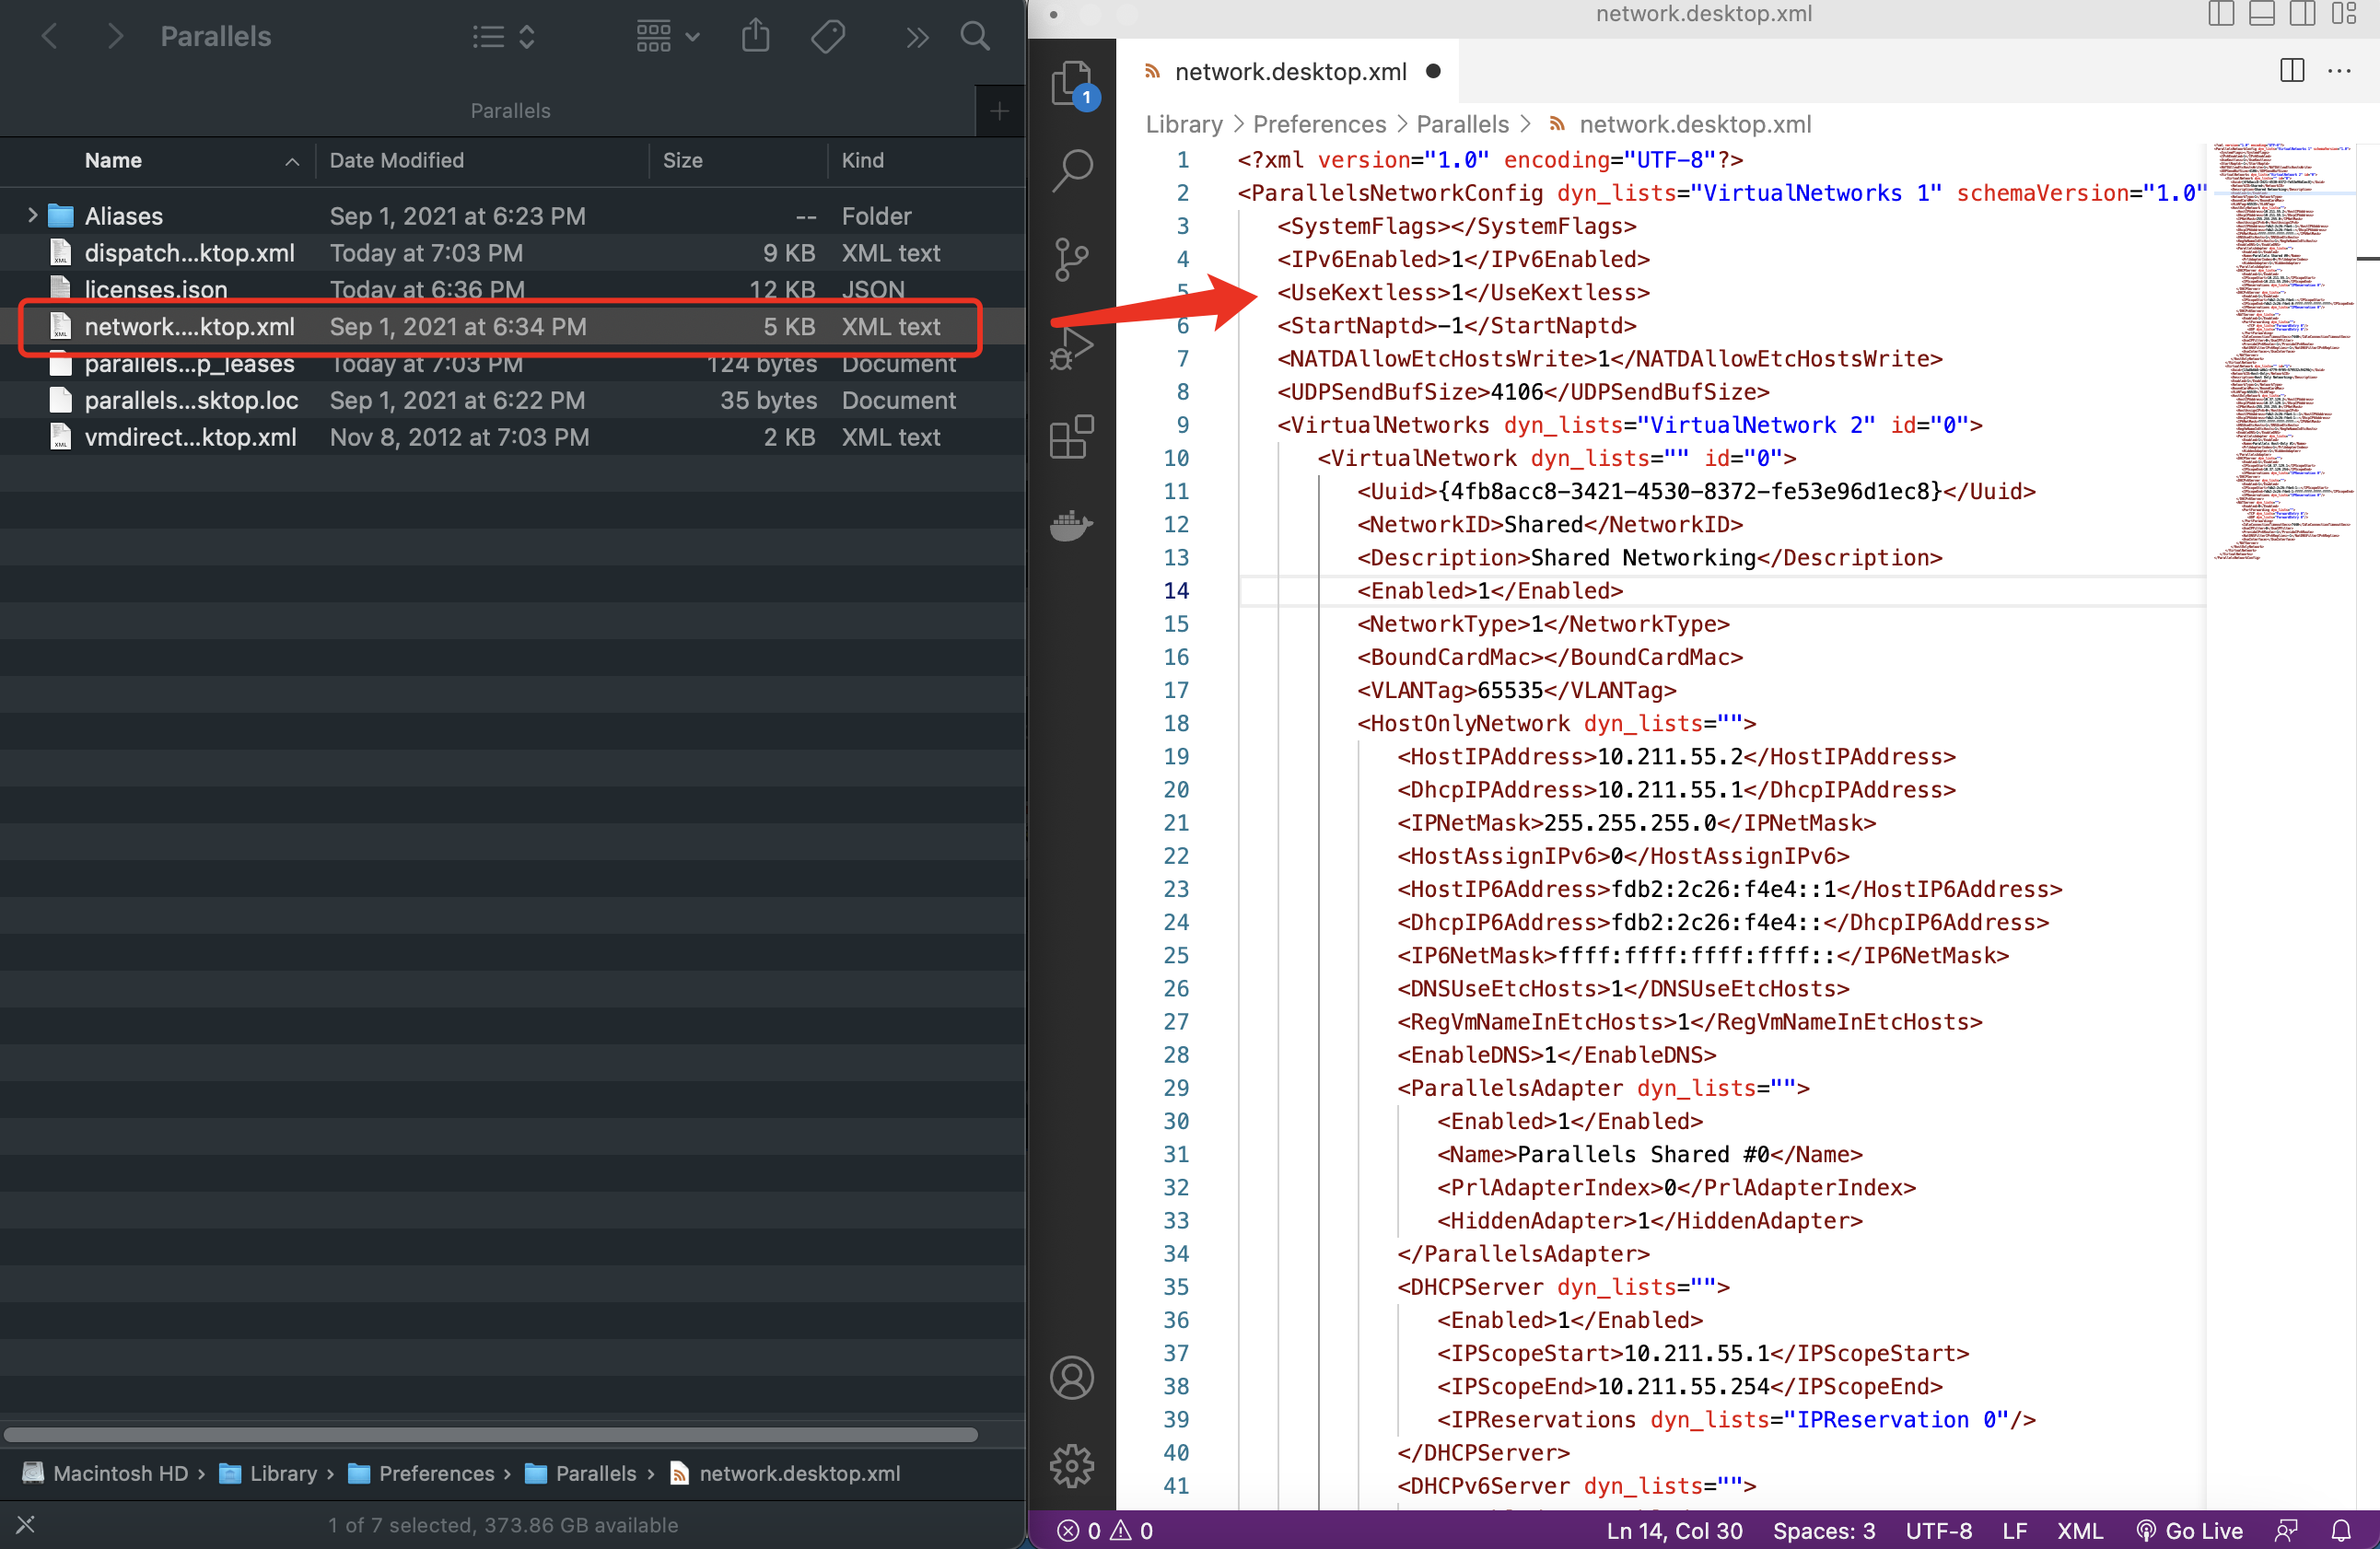 Parallels
Parallels
Name Date Modified Size Kind
Aliases Sep 1, 2021 at 6:23 PM -- Folder
dispatch...ktop.xml Today at 7:03 PM 9 KB XML text
licenses.json Today at 6:36 PM 12 KB JSON
network....ktop.xml Sep 1, 2021 at 6:34 PM 5 KB XML text
parallels...p_leases Today at 7:03 PM 124 bytes Document
parallels...sktop.loc Sep 1, 2021 at 6:22 PM 35 bytes Document
vmdirect...ktop.xml Nov 8, 2012 at 7:03 PM 2 KB XML text
Macintosh HD › Library › Preferences › Parallels › network.desktop.xml
1 of 7 selected, 373.86 GB available
network.desktop.xml
1
network.desktop.xml
Library > Preferences > Parallels > network.desktop.xml
1 <?xml version="1.0" encoding="UTF-8"?>
2 <ParallelsNetworkConfig dyn_lists="VirtualNetworks 1" schemaVersion="1.0"
3 <SystemFlags></SystemFlags>
4 <IPv6Enabled>1</IPv6Enabled>
5 <UseKextless>1</UseKextless>
6 <StartNaptd>-1</StartNaptd>
7 <NATDAllowEtcHostsWrite>1</NATDAllowEtcHostsWrite>
8 <UDPSendBufSize>4106</UDPSendBufSize>
9 <VirtualNetworks dyn_lists="VirtualNetwork 2" id="0">
10 <VirtualNetwork dyn_lists="" id="0">
11 <Uuid>{4fb8acc8-3421-4530-8372-fe53e96d1ec8}</Uuid>
12 <NetworkID>Shared</NetworkID>
13 <Description>Shared Networking</Description>
14 <Enabled>1</Enabled>
15 <NetworkType>1</NetworkType>
16 <BoundCardMac></BoundCardMac>
17 <VLANTag>65535</VLANTag>
18 <HostOnlyNetwork dyn_lists="">
19 <HostIPAddress>10.211.55.2</HostIPAddress>
20 <DhcpIPAddress>10.211.55.1</DhcpIPAddress>
21 <IPNetMask>255.255.255.0</IPNetMask>
22 <HostAssignIPv6>0</HostAssignIPv6>
23 <HostIP6Address>fdb2:2c26:f4e4::1</HostIP6Address>
24 <DhcpIP6Address>fdb2:2c26:f4e4::</DhcpIP6Address>
25 <IP6NetMask>ffff:ffff:ffff:ffff::</IP6NetMask>
26 <DNSUseEtcHosts>1</DNSUseEtcHosts>
27 <RegVmNameInEtcHosts>1</RegVmNameInEtcHosts>
28 <EnableDNS>1</EnableDNS>
29 <ParallelsAdapter dyn_lists="">
30 <Enabled>1</Enabled>
31 <Name>Parallels Shared #0</Name>
32 <PrlAdapterIndex>0</PrlAdapterIndex>
33 <HiddenAdapter>1</HiddenAdapter>
34 </ParallelsAdapter>
35 <DHCPServer dyn_lists="">
36 <Enabled>1</Enabled>
37 <IPScopeStart>10.211.55.1</IPScopeStart>
38 <IPScopeEnd>10.211.55.254</IPScopeEnd>
39 <IPReservations dyn_lists="IPReservation 0"/>
40 </DHCPServer>
41 <DHCPv6Server dyn_lists="">
0 0 Ln 14, Col 30 Spaces: 3 UTF-8 LF XML Go Live